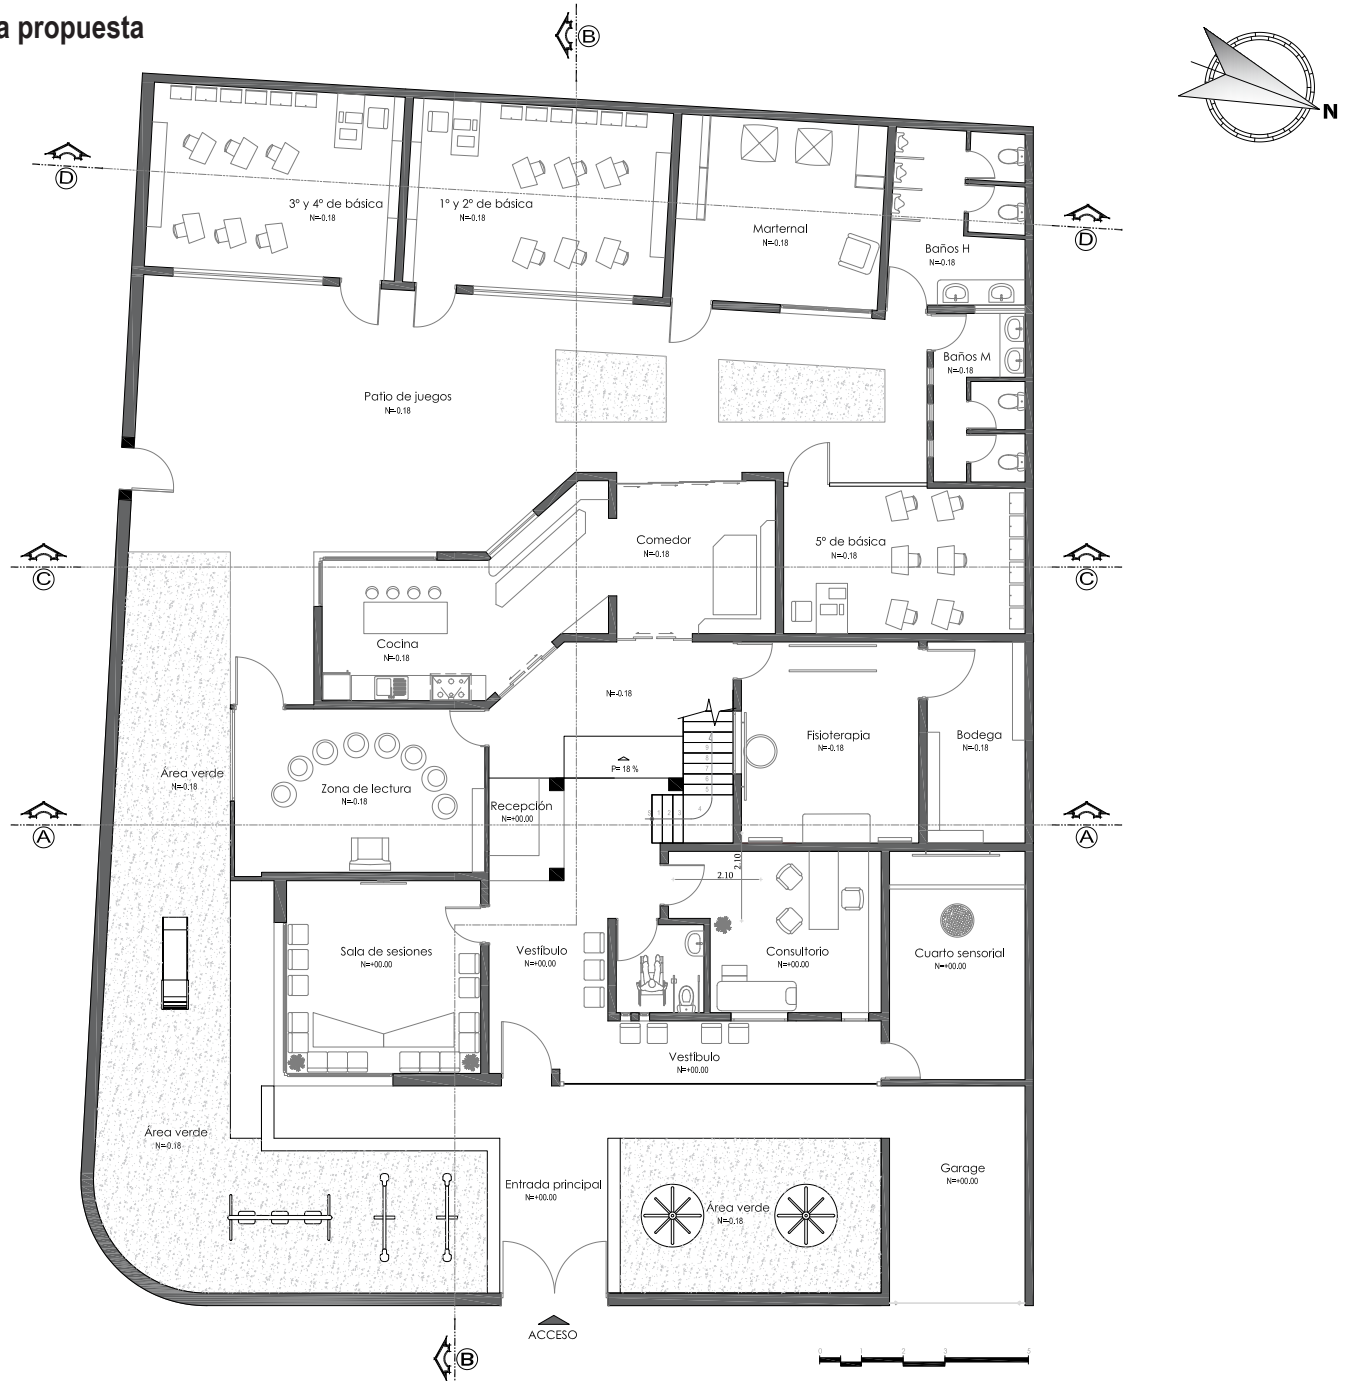 a propuesta
B
N
D
3° y 4° de básica
N=-0.18
1° y 2° de básica
N=-0.18
Marternal
N=-0.18
Baños H
N=-0.18
D
Baños M
N=-0.18
Patio de juegos
N=-0.18
Comedor
N=-0.18
5° de básica
N=-0.18
C
C
Cocina
N=-0.18
N=-0.18
Fisioterapia
N=-0.18
Bodega
N=-0.18
P= 18 %
Área verde
N=-0.18
Zona de lectura
N=-0.18
Recepción
N=+00.00
A
A
2.10
2.10
Sala de sesiones
N=+00.00
Vestíbulo
N=+00.00
Consultorio
N=+00.00
Cuarto sensorial
N=+00.00
Vestíbulo
N=+00.00
Área verde
N=-0.18
Entrada principal
N=+00.00
Área verde
N=-0.18
Garage
N=+00.00
ACCESO
B
0 1 2 3 5